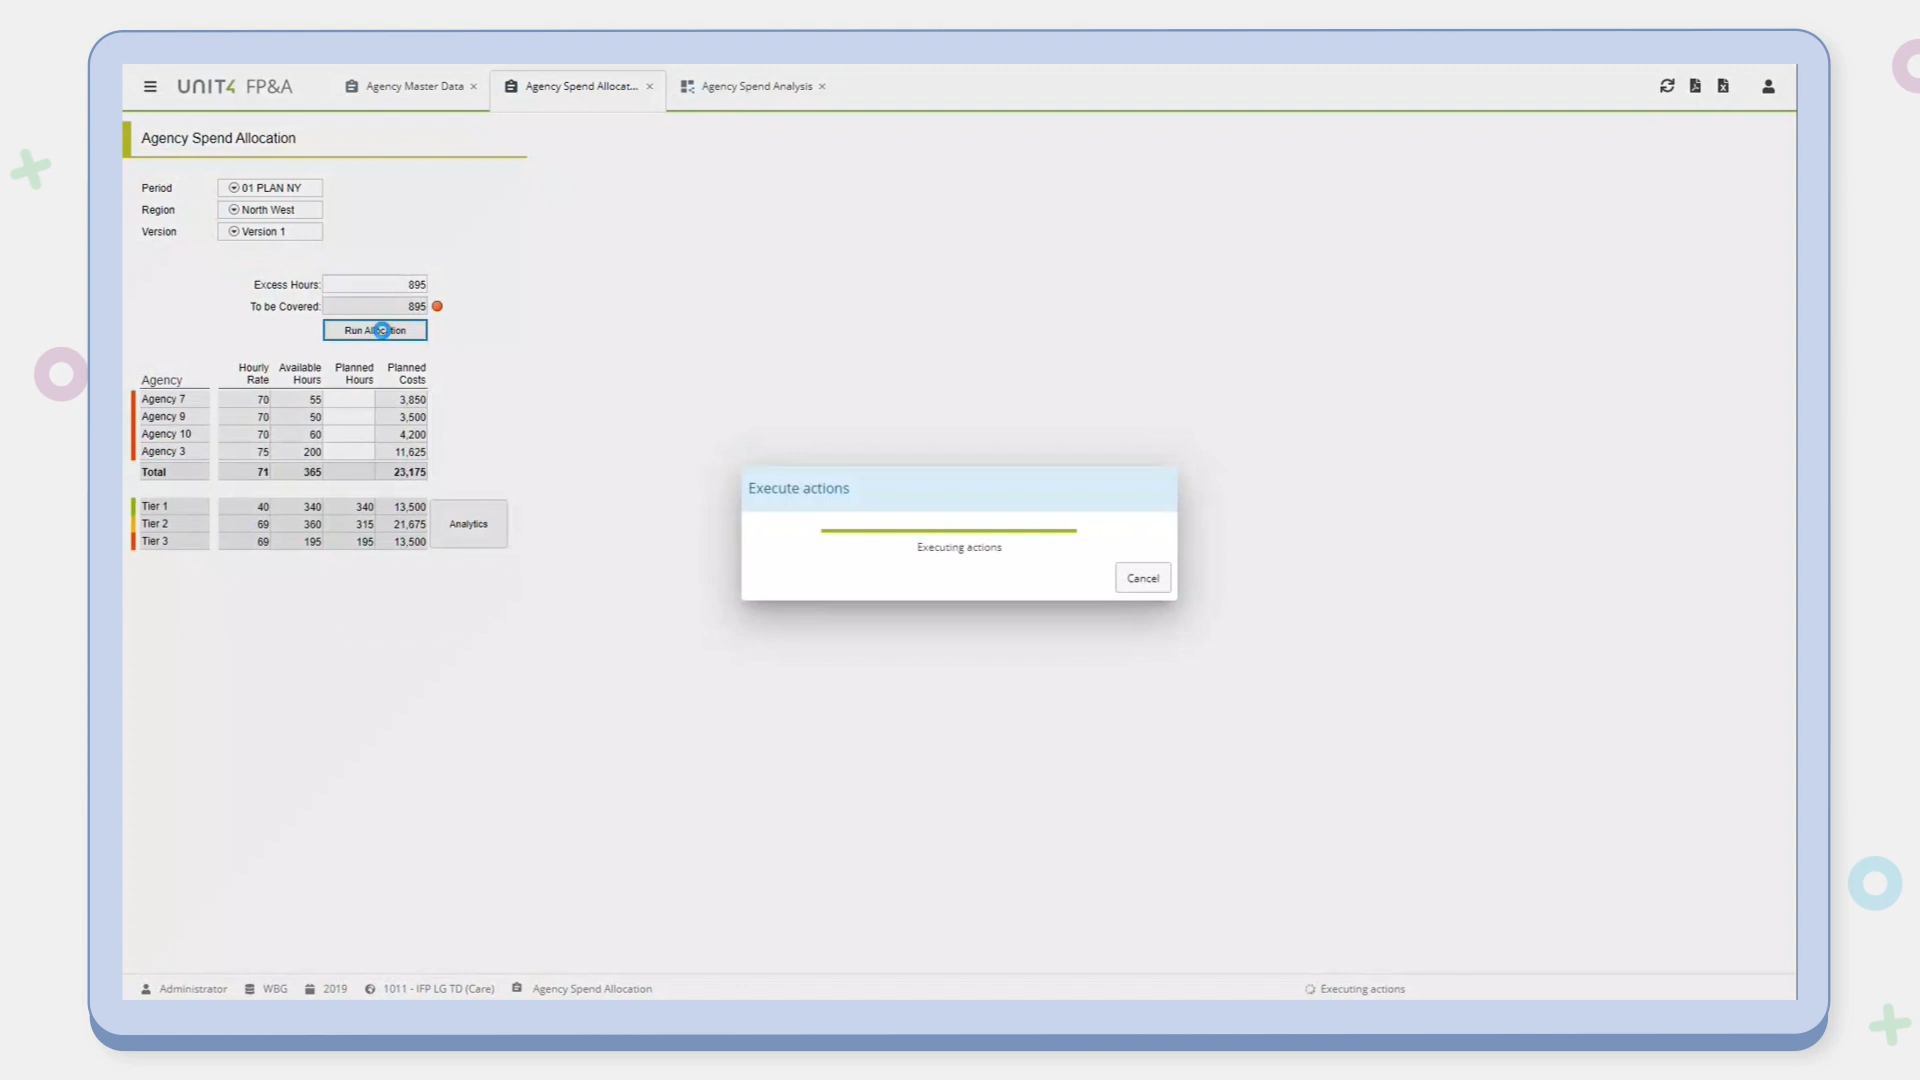 UNIT4 FP&A
Agency Master Data ×
Agency Spend Allocat... ×
Agency Spend Analysis ×
Agency Spend Allocation
Period 01 PLAN NY
Region North West
Version Version 1
Excess Hours: 895
To be Covered: 895
Run Allocation
Agency Hourly Rate Available Hours Planned Hours Planned Costs
Agency 7 70 55 3,850
Agency 9 70 50 3,500
Agency 10 70 60 4,200
Agency 3 75 200 11,625
Total 71 365 23,175
Tier 1 40 340 340 13,500
Tier 2 69 360 315 21,675
Tier 3 69 195 195 13,500
Analytics
Execute actions
Executing actions
Cancel
Administrator WBG 2019 1011 - IFP LG TD (Care) Agency Spend Allocation Executing actions